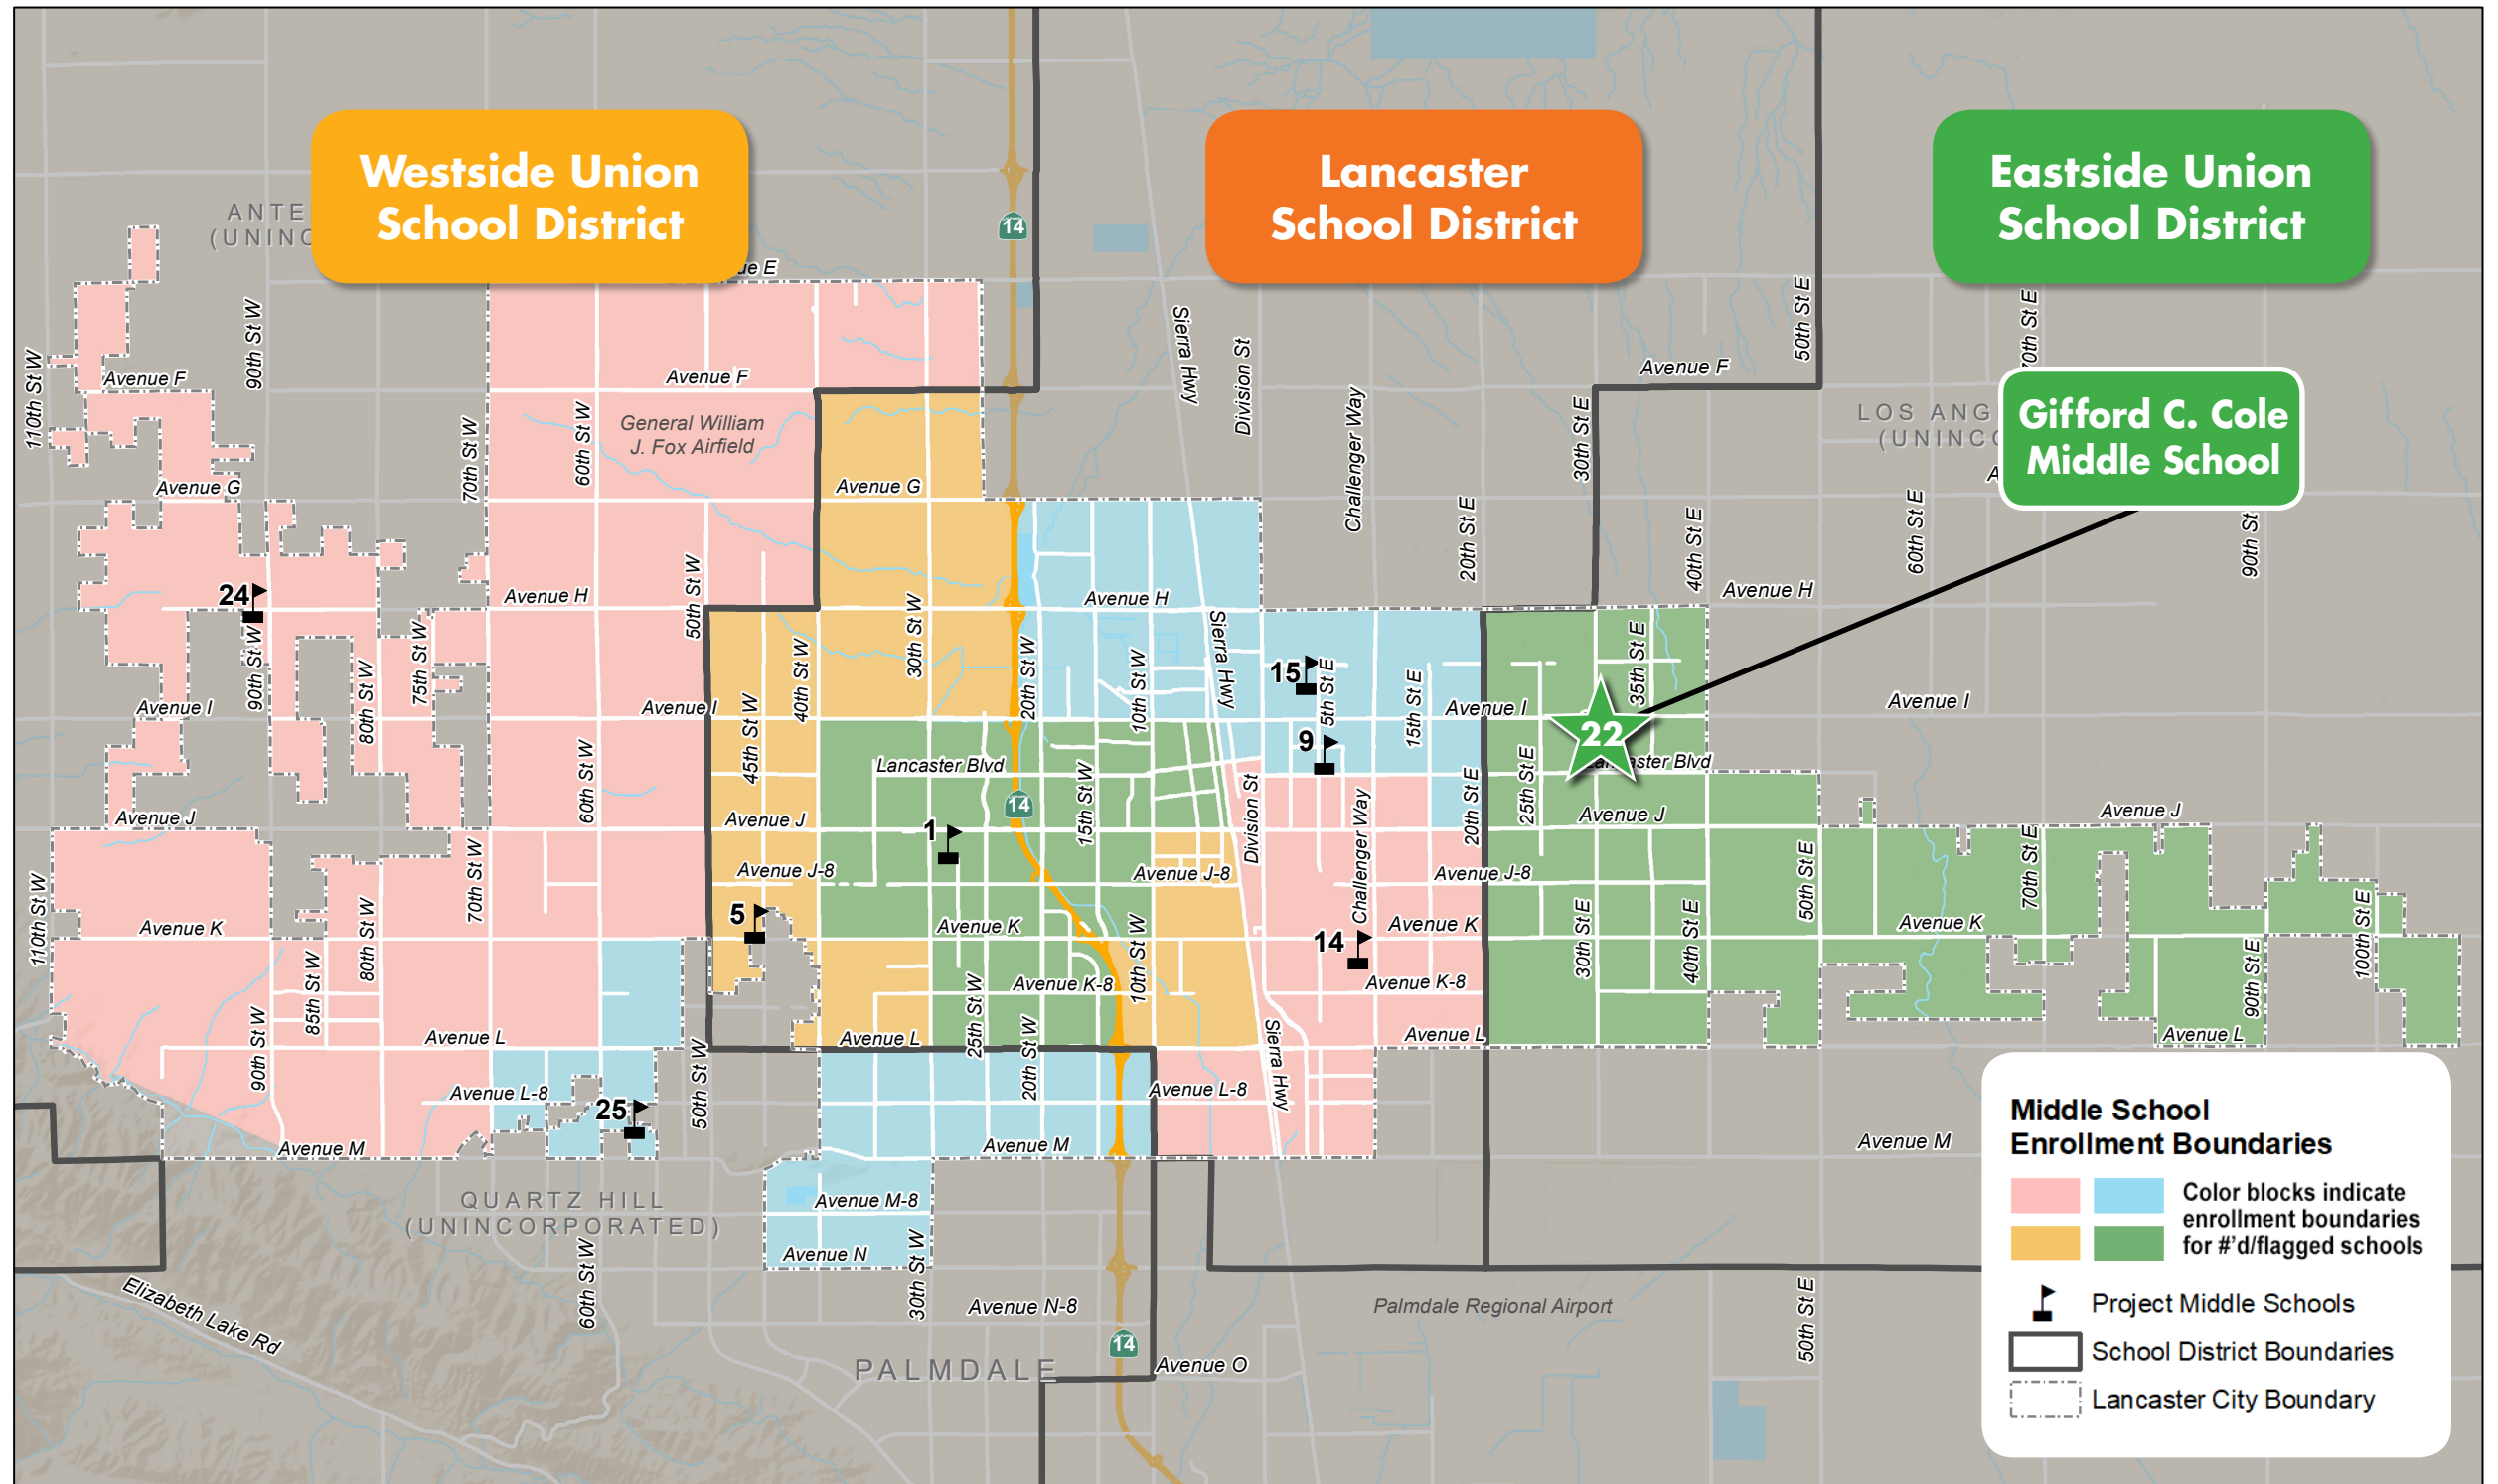 Westside Union
School District
Lancaster
School District
Eastside Union
School District
ANTE
(UNINC
ue E
14
Sierra Hwy
Division St
50th St E
70th St E
110th St W
Avenue F
90th St W
Avenue F
Avenue F
General William
J. Fox Airfield
70th St W
60th St W
Challenger Way
30th St E
LOS ANG
(UNINCO
Gifford C. Cole
Middle School
Avenue G
Avenue G
20th St E
40th St E
60th St E
90th St
24
Avenue H
50th St W
Avenue H
Avenue H
90th St W
80th St W
75th St W
40th St W
30th St W
20th St W
10th St W
Sierra Hwy
15
5th St E
15th St E
35th St E
Avenue I
Avenue I
45th St W
Avenue I
22
Avenue I
9
60th St W
Lancaster Blvd
15th St W
Division St
20th St E
25th St E
Lancaster Blvd
14
Avenue J
Avenue J
1
Avenue J
Avenue J
Challenger Way
70th St W
Avenue J-8
Avenue J-8
Avenue J-8
50th St E
70th St E
110th St W
80th St W
5
Avenue K
Avenue K
10th St W
14
Avenue K
30th St E
40th St E
Avenue K
90th St E
100th St E
85th St W
Avenue K-8
Avenue K-8
90th St W
Avenue L
50th St W
Avenue L
25th St W
20th St W
Sierra Hwy
Avenue L
Avenue L
Avenue L-8
25
Avenue L-8
Avenue M
Avenue M
Avenue M
QUARTZ HILL
(UNINCORPORATED)
Avenue M-8
Avenue N
60th St W
30th St W
Elizabeth Lake Rd
Avenue N-8
Palmdale Regional Airport
50th St E
14
PALMDALE
Avenue O
Middle School
Enrollment Boundaries
Color blocks indicate
enrollment boundaries
for #'d/flagged schools
Project Middle Schools
School District Boundaries
Lancaster City Boundary